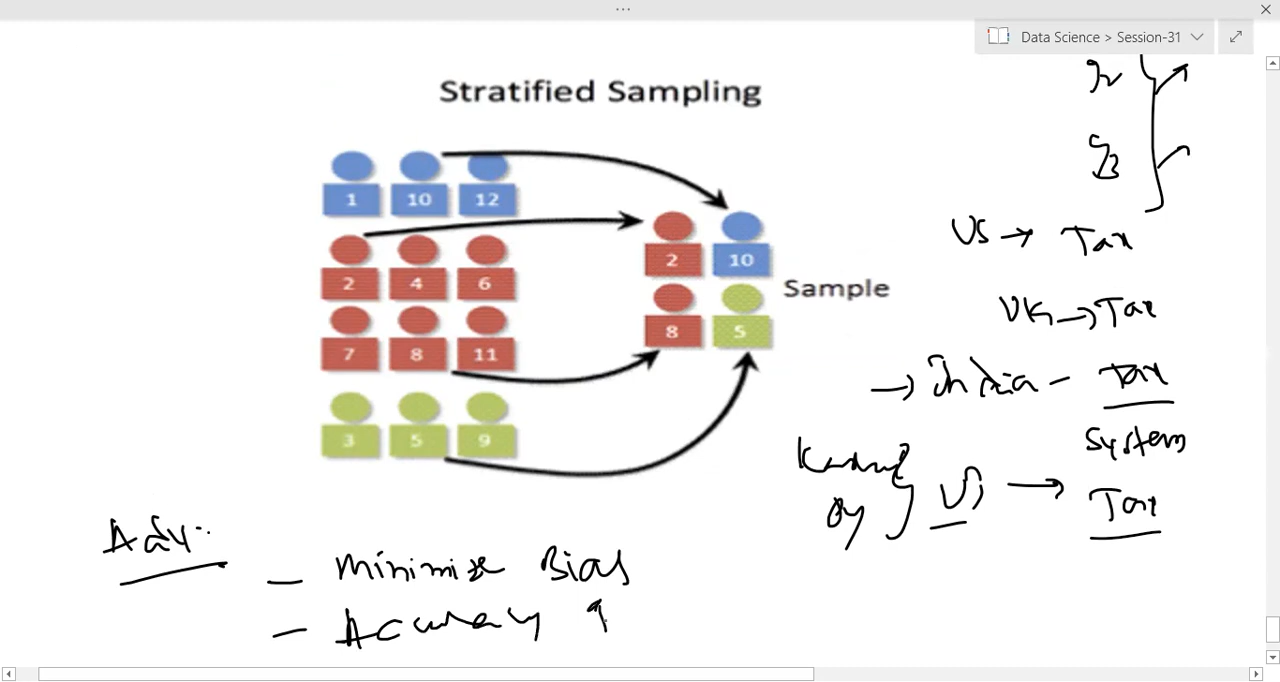 Data Science > Session-31
Stratified Sampling
1 10 12
2 4 6
7 8 11
3 5 9
2 10
8 5
Sample
US → Tax
UK → Tax
→ India - Tax
System
US → Tax
Adv:
- Minimize Bias
- Accuracy ↑